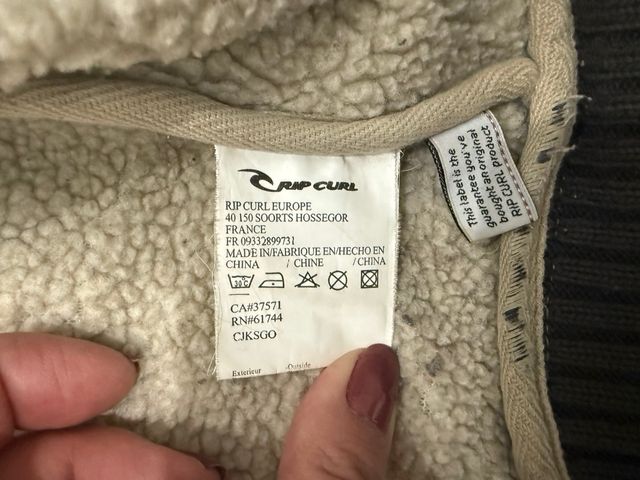 RIP CURL
RIP CURL EUROPE
40 150 SOORTS HOSSEGOR
FRANCE
FR 09332899731
MADE IN/FABRIQUE EN/HECHO EN
CHINA / CHINE / CHINA
30°C
CA#37571
RN#61744
CJKSGO
Exterieur -Outside
This label is the
guarantee you've
bought an original
RIP CURL product